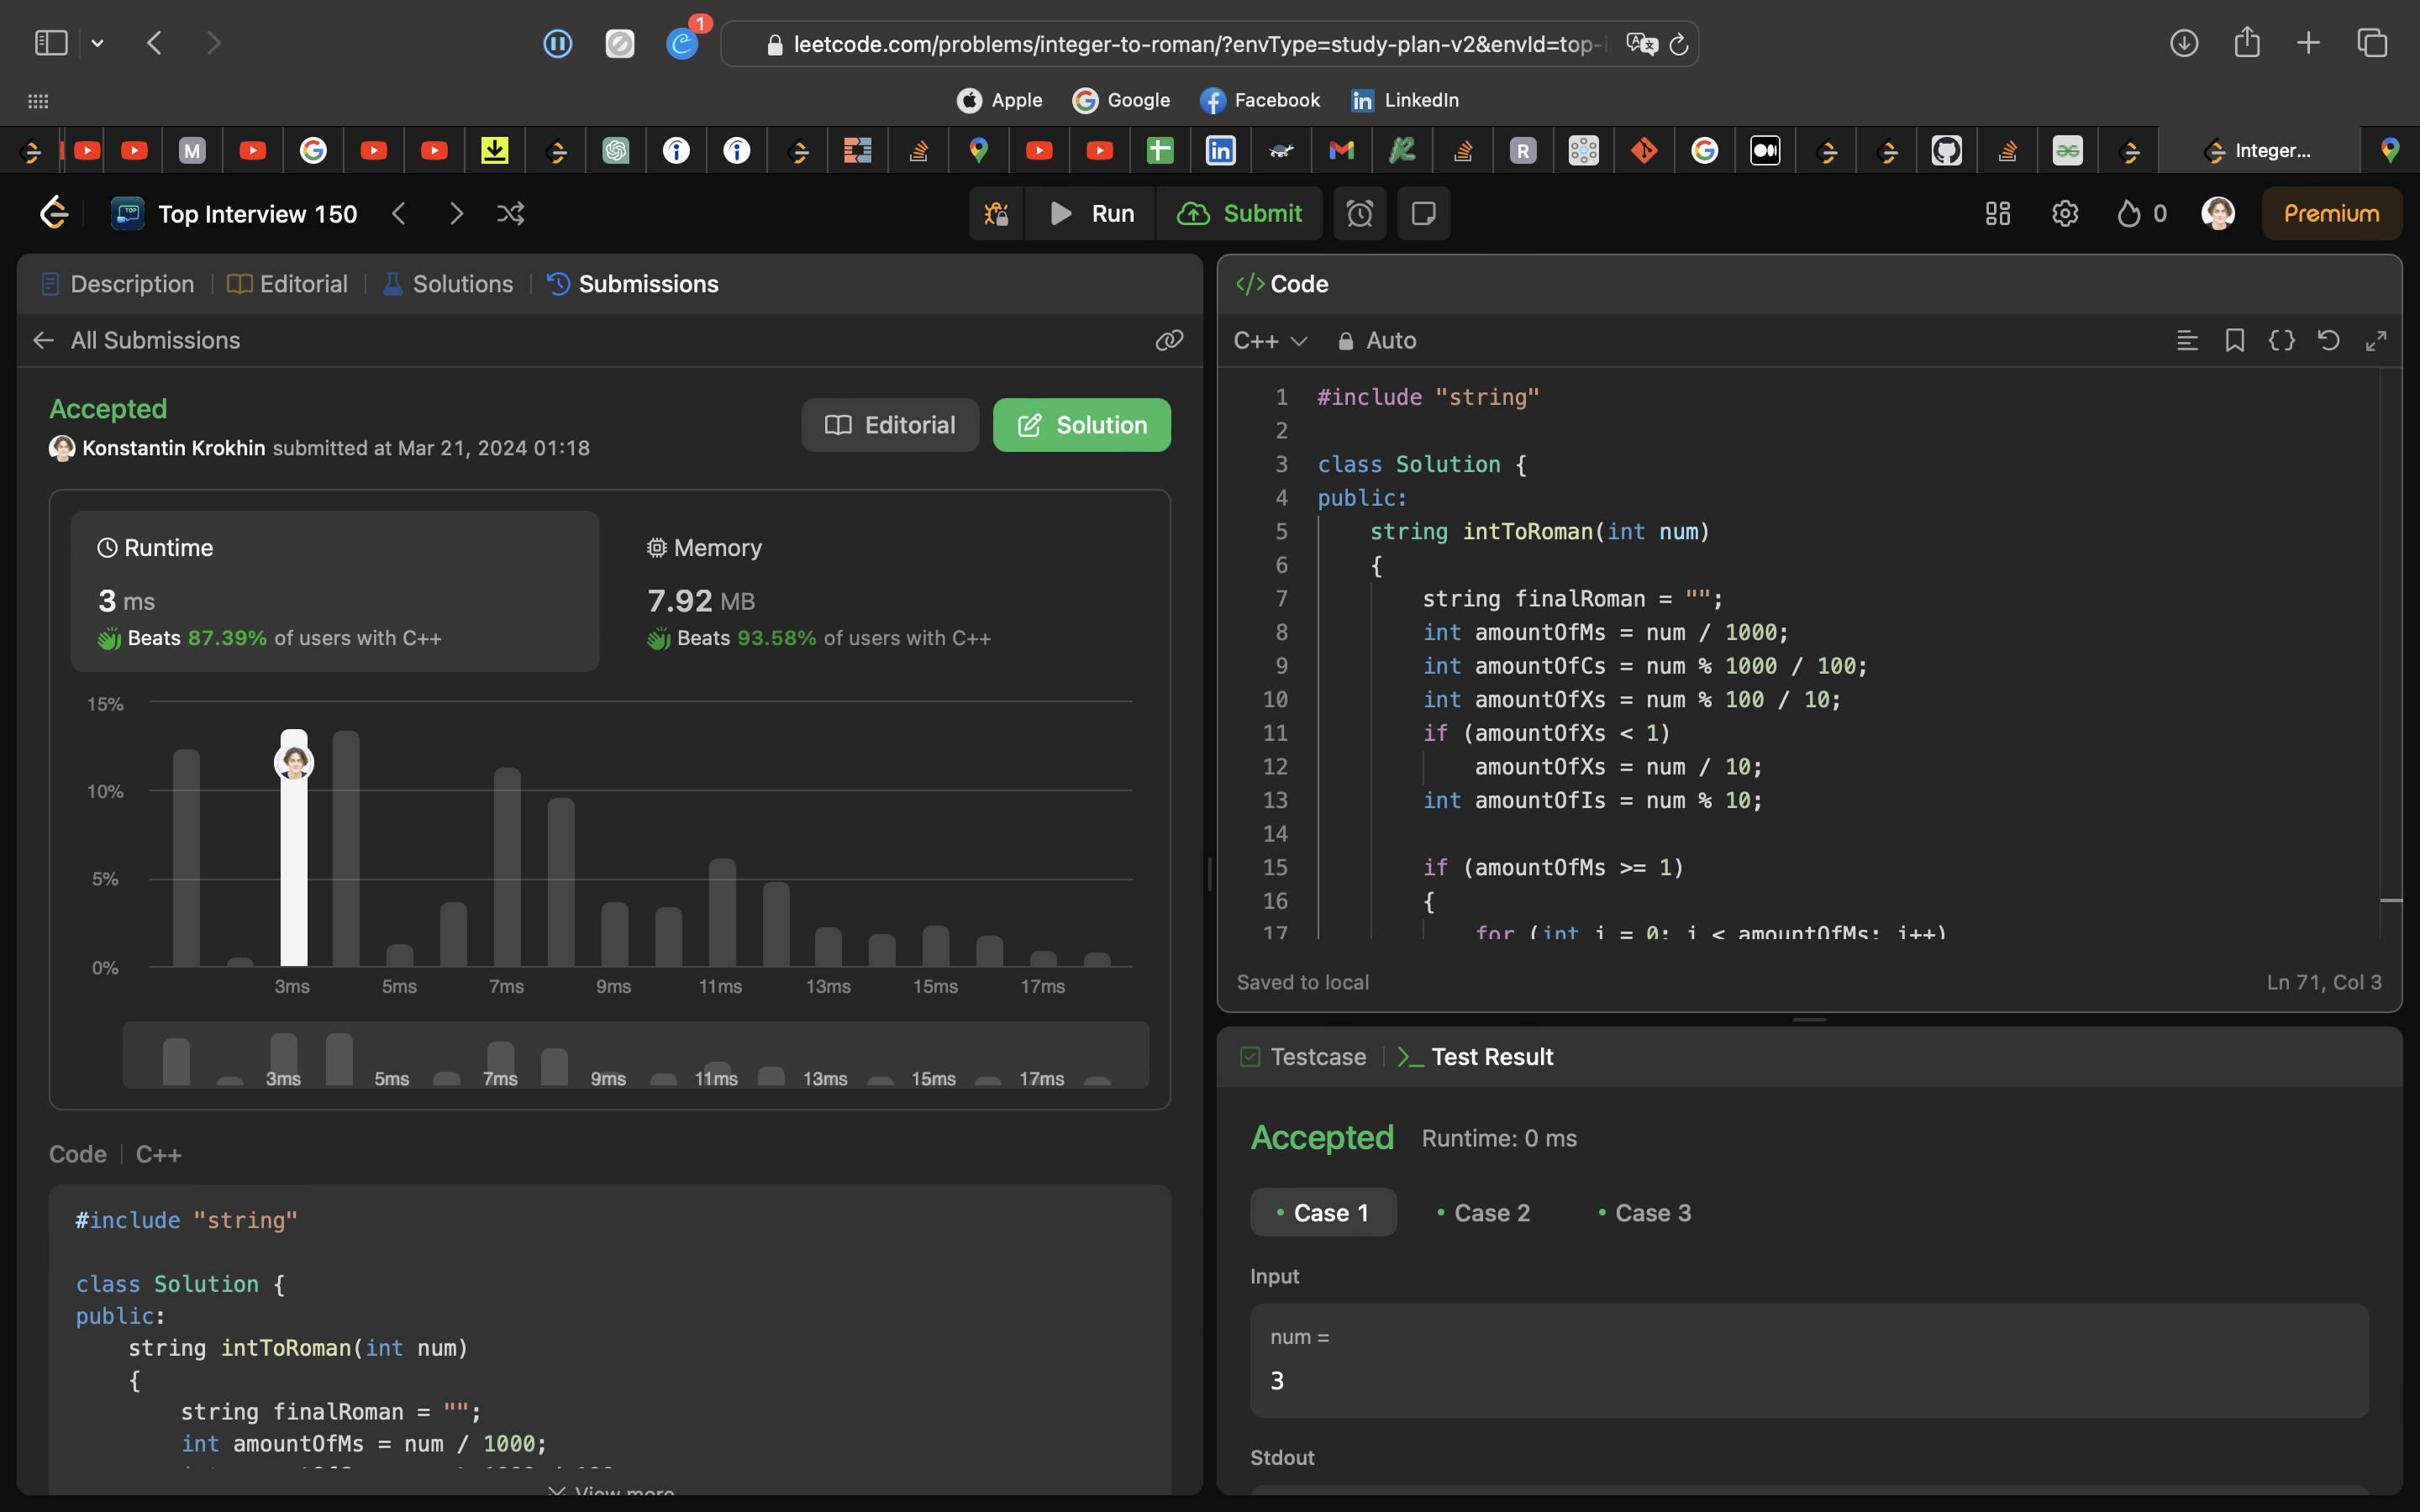 1
leetcode.com/problems/integer-to-roman/?envType=study-plan-v2&envId=top-i
Apple
Google
Facebook
in LinkedIn
M
in
R
Integer...
Top Interview 150
Run
Submit
0
Premium
Description
Editorial
Solutions
Submissions
All Submissions
Accepted
Editorial
Solution
Konstantin Krokhin submitted at Mar 21, 2024 01:18
Runtime
3 ms
Beats 87.39% of users with C++
Memory
7.92 MB
Beats 93.58% of users with C++
15%
10%
5%
0%
3ms 5ms 7ms 9ms 11ms 13ms 15ms 17ms
3ms 5ms 7ms 9ms 11ms 13ms 15ms 17ms
Code
C++
#include "string"
class Solution {
public:
string intToRoman(int num)
{
string finalRoman = "";
int amountOfMs = num / 1000;
View more
</> Code
C++
Auto
1 #include "string"
2
3 class Solution {
4 public:
5 string intToRoman(int num)
6 {
7 string finalRoman = "";
8 int amountOfMs = num / 1000;
9 int amountOfCs = num % 1000 / 100;
10 int amountOfXs = num % 100 / 10;
11 if (amountOfXs < 1)
12 amountOfXs = num / 10;
13 int amountOfIs = num % 10;
14
15 if (amountOfMs >= 1)
16 {
17 for (int i = 0; i < amountOfMs; i++)
Saved to local
Ln 71, Col 3
Testcase
Test Result
Accepted
Runtime: 0 ms
Case 1
Case 2
Case 3
Input
num =
3
Stdout